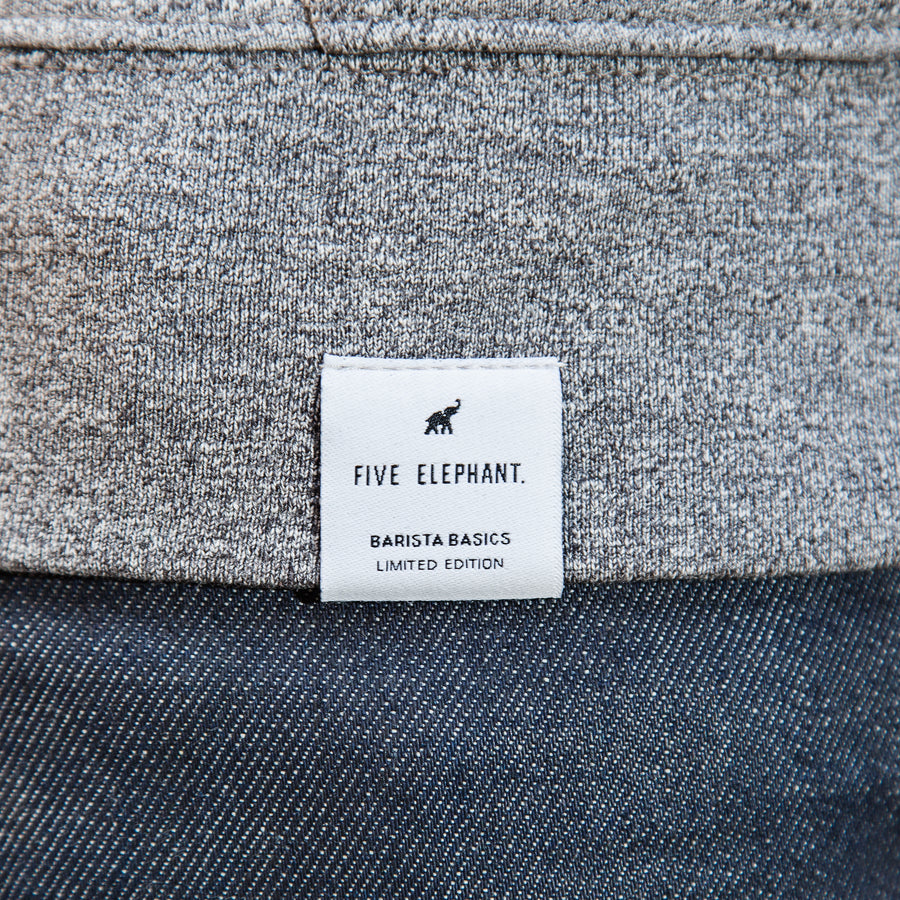 FIVE ELEPHANT.
BARISTA BASICS
LIMITED EDITION